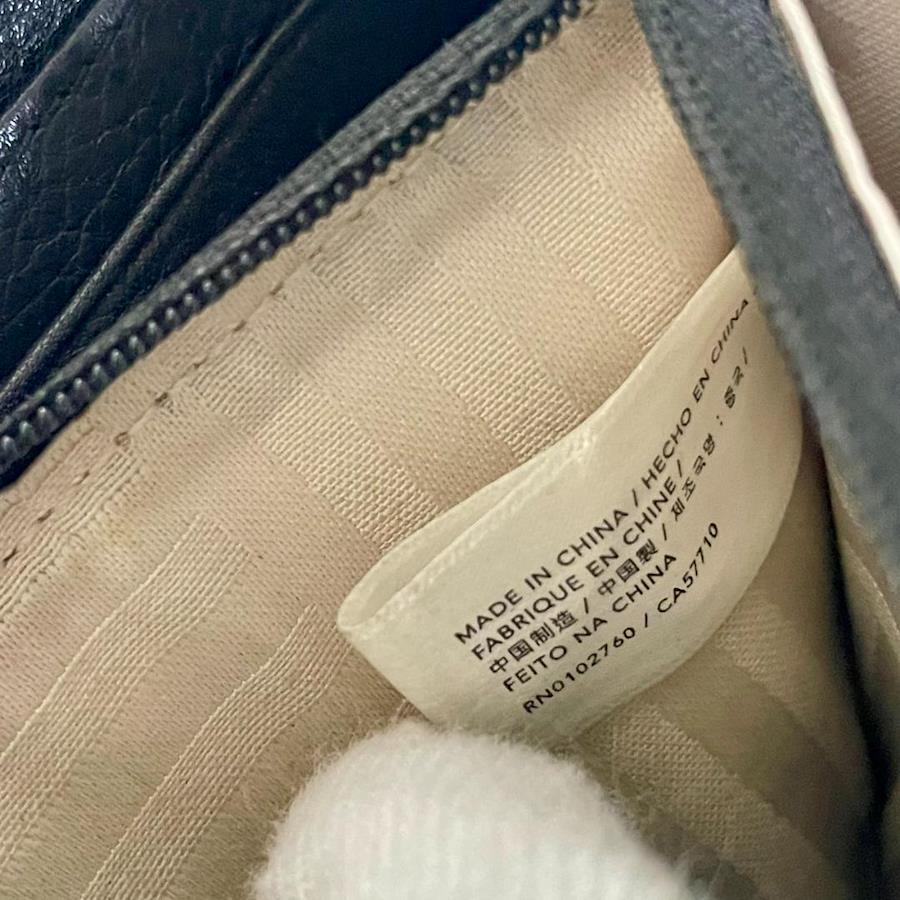 MADE IN CHINA / HECHO EN CHINA
FABRIQUE EN CHINE/
中国制造 / 中国製 / 제조국명 : 중국 /
FEITO NA CHINA
RN0102760 / CA57710